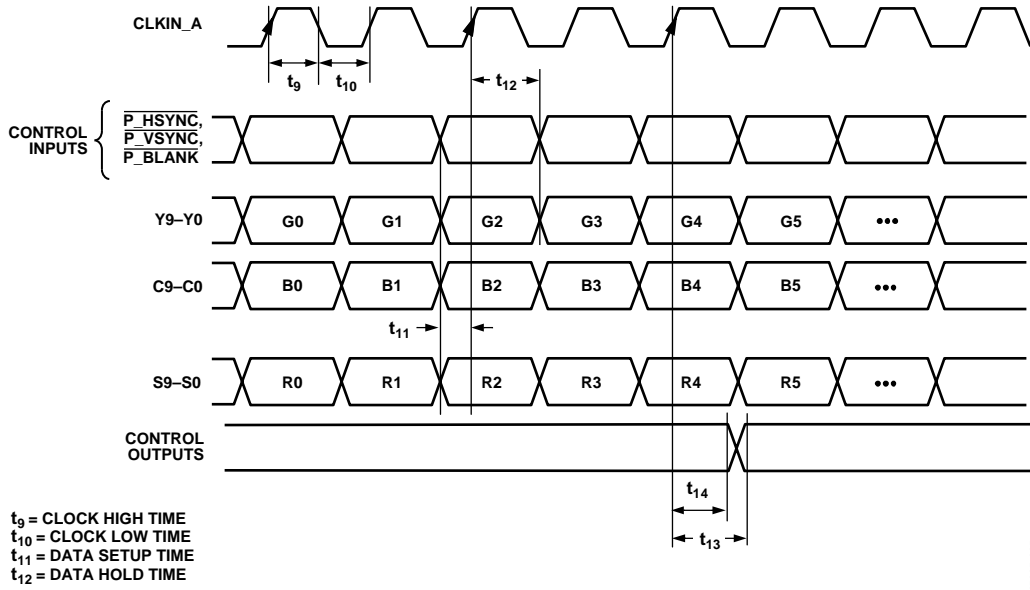 CLKIN_A
t9
t10
t12
CONTROL INPUTS
P_HSYNC,
P_VSYNC,
P_BLANK
Y9–Y0 G0 G1 G2 G3 G4 G5 •••
C9–C0 B0 B1 B2 B3 B4 B5 •••
t11
S9–S0 R0 R1 R2 R3 R4 R5 •••
CONTROL
OUTPUTS
t14
t13
t9 = CLOCK HIGH TIME
t10 = CLOCK LOW TIME
t11 = DATA SETUP TIME
t12 = DATA HOLD TIME